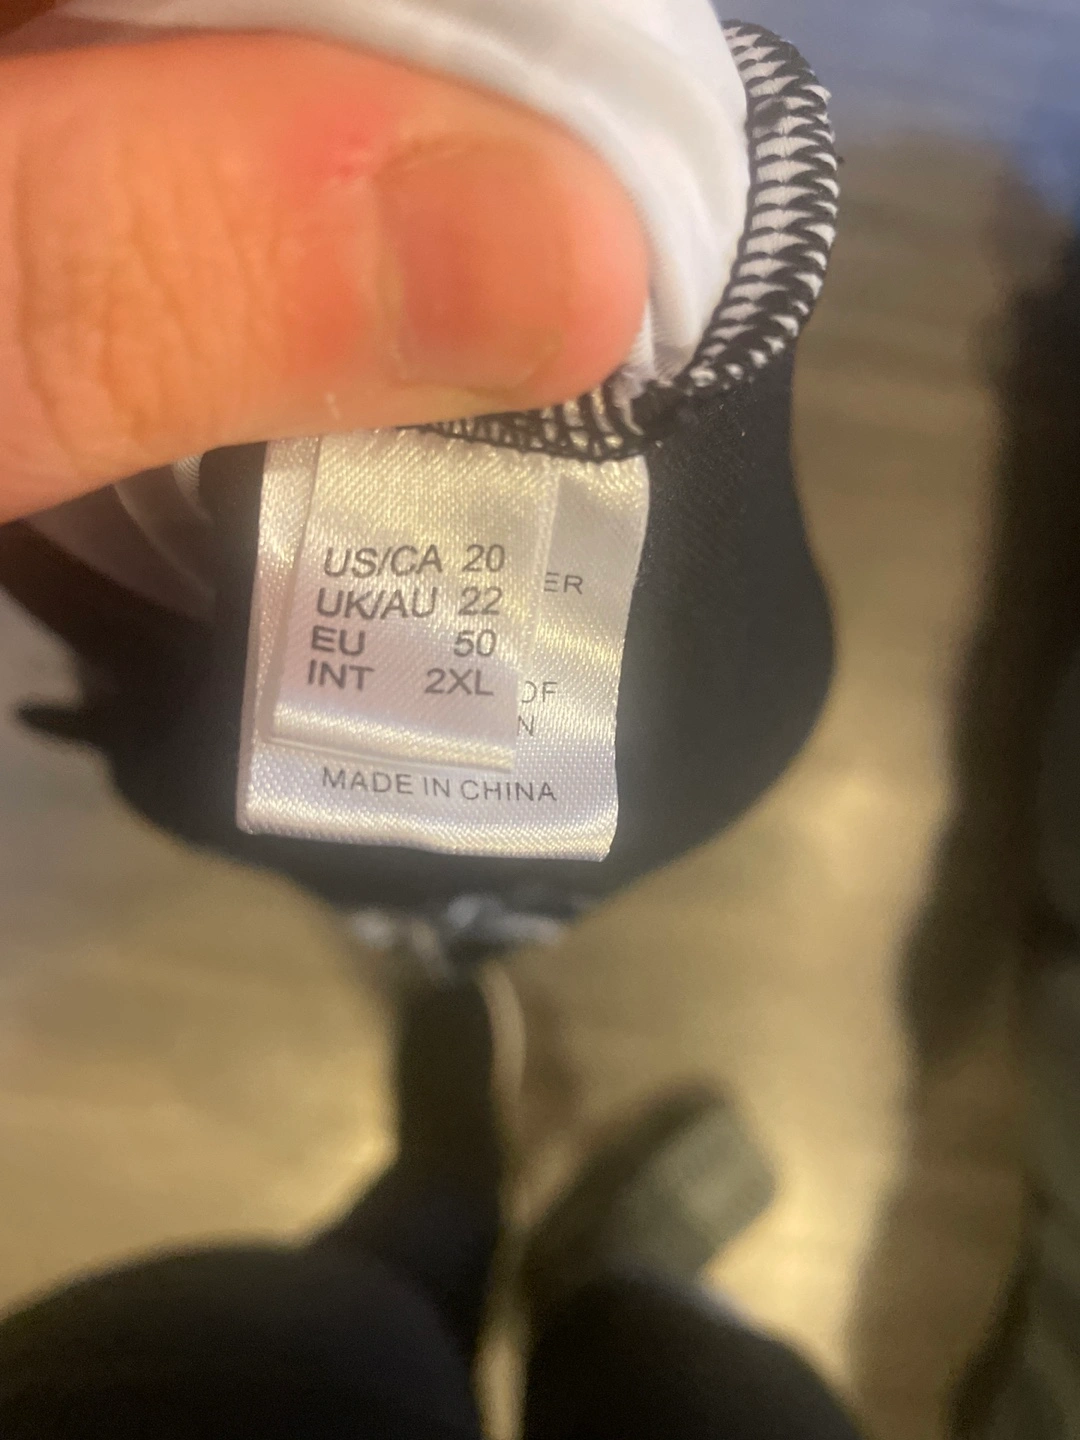 US/CA 20
UK/AU 22
EU 50
INT 2XL
MADE IN CHINA